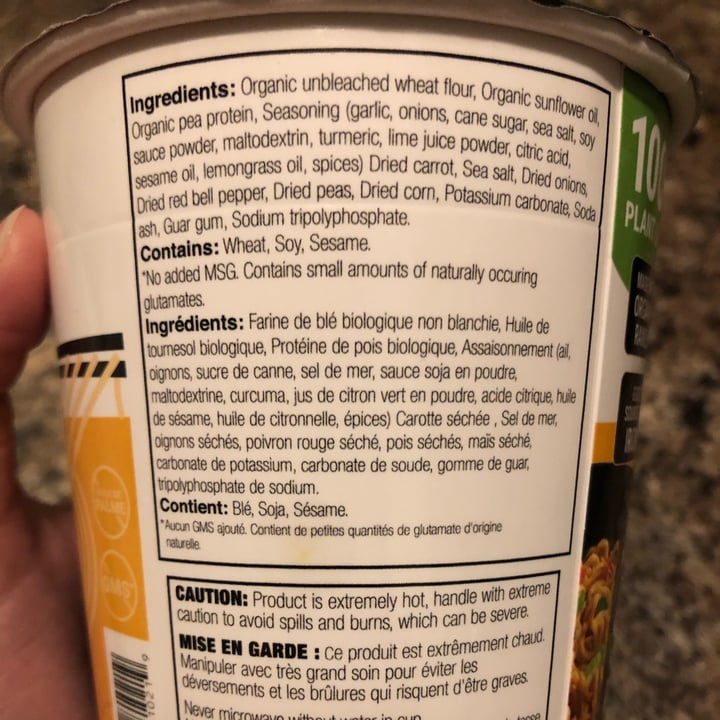 Ingredients: Organic unbleached wheat flour, Organic sunflower oil,
Organic pea protein, Seasoning (garlic, onions, cane sugar, sea salt, soy
sauce powder, maltodextrin, turmeric, lime juice powder, citric acid,
sesame oil, lemongrass oil, spices) Dried carrot, Sea salt, Dried onions,
Dried red bell pepper, Dried peas, Dried corn, Potassium carbonate, Soda
ash, Guar gum, Sodium tripolyphosphate.
Contains: Wheat, Soy, Sesame.
*No added MSG. Contains small amounts of naturally occuring
glutamates.
Ingrédients: Farine de blé biologique non blanchie, Huile de
tournesol biologique, Protéine de pois biologique, Assaisonnement (ail,
oignons, sucre de canne, sel de mer, sauce soja en poudre,
maltodextrine, curcuma, jus de citron vert en poudre, acide citrique, huile
de sésame, huile de citronnelle, épices) Carotte séchée , Sel de mer,
oignons séchés, poivron rouge séché, pois séchés, maïs séché,
carbonate de potassium, carbonate de soude, gomme de guar,
tripolyphosphate de sodium.
Contient: Blé, Soja, Sésame.
*Aucun GMS ajouté. Contient de petites quantités de glutamate d'origine
naturelle.
CAUTION: Product is extremely hot, handle with extreme
caution to avoid spills and burns, which can be severe.
MISE EN GARDE : Ce produit est extrêmement chaud.
Manipuler avec très grand soin pour éviter les
déversements et les brûlures qui risquent d'être graves.
Never microwave without water in cup.
PALME
GMS*
10
PLAN